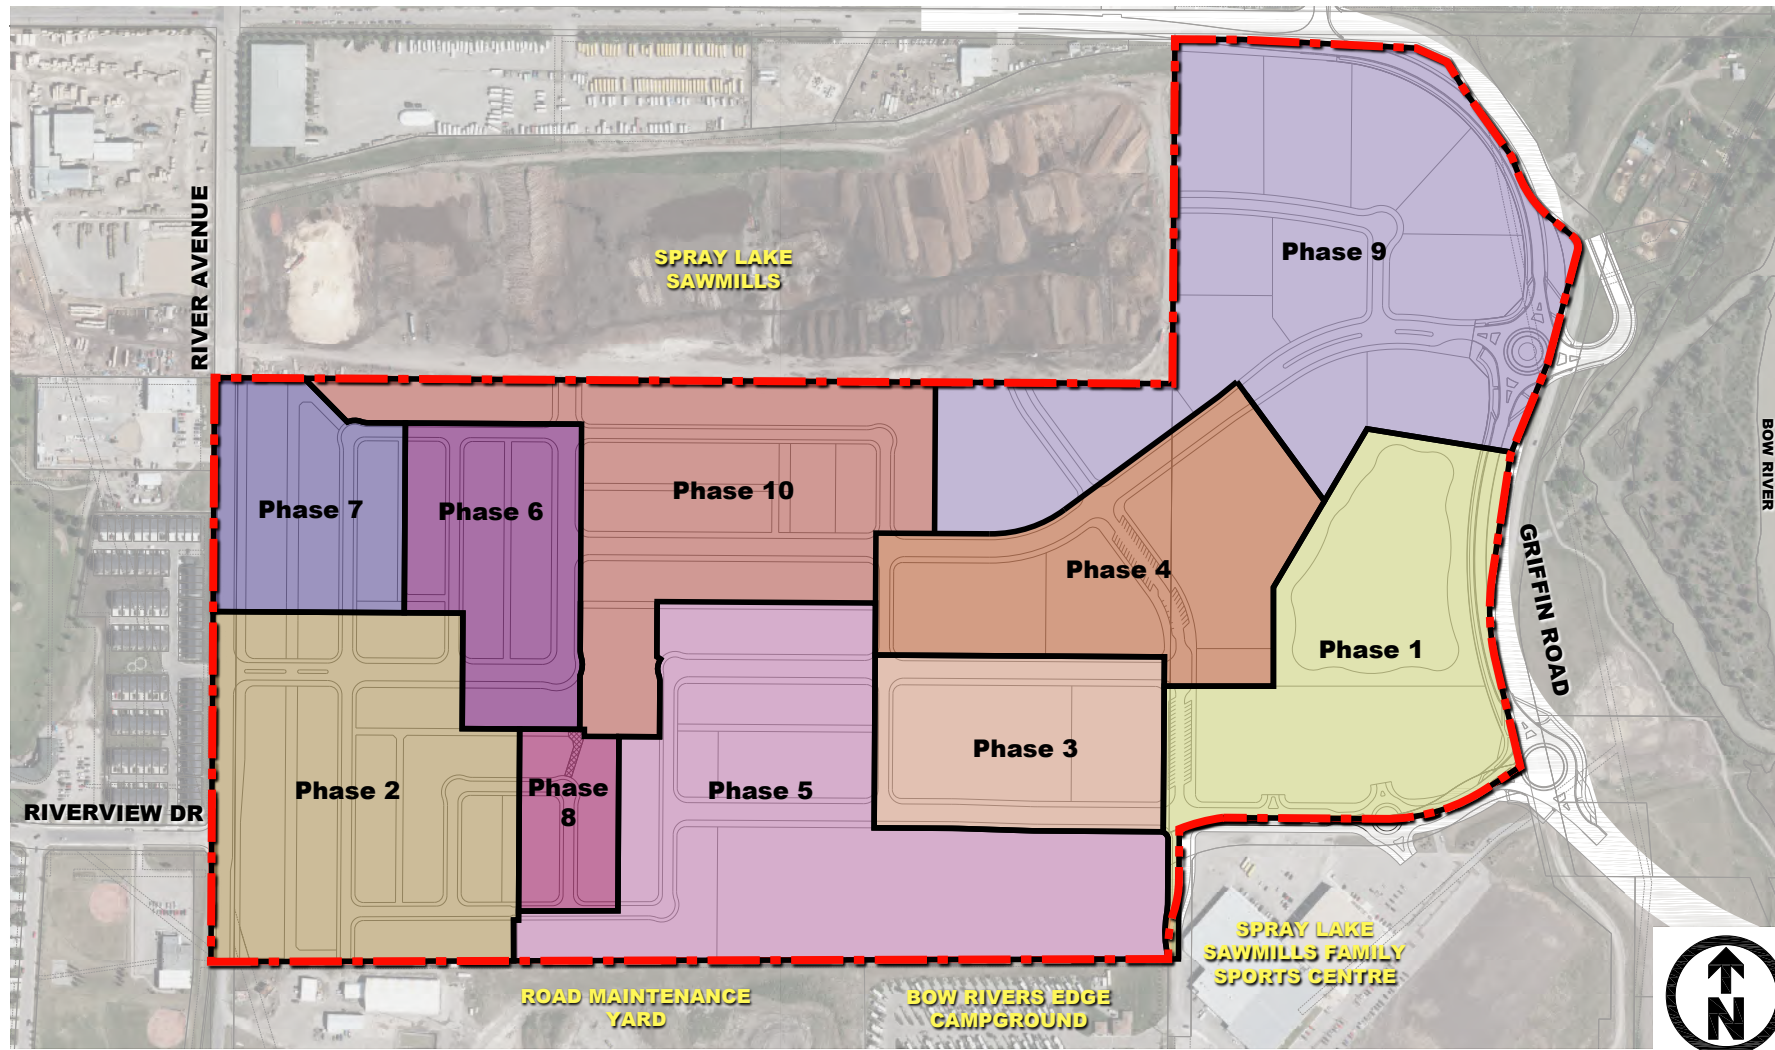 RIVER AVENUE
SPRAY LAKE
SAWMILLS
Phase 9
BOW RIVER
Phase 7
Phase 6
Phase 10
Phase 4
GRIFFIN ROAD
Phase 1
Phase 3
Phase 2
Phase
8
Phase 5
RIVERVIEW DR
SPRAY LAKE
SAWMILLS FAMILY
SPORTS CENTRE
ROAD MAINTENANCE
YARD
BOW RIVERS EDGE
CAMPGROUND
N